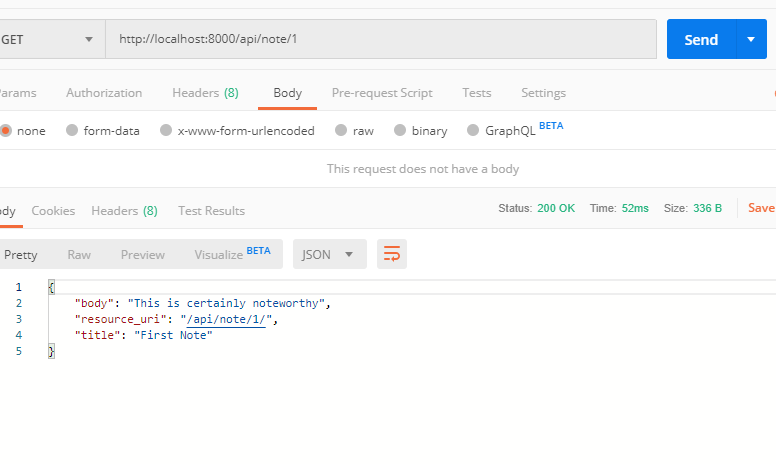 GET http://localhost:8000/api/note/1 Send
arams Authorization Headers (8) Body Pre-request Script Tests Settings
none form-data x-www-form-urlencoded raw binary GraphQL BETA
This request does not have a body
ody Cookies Headers (8) Test Results Status: 200 OK Time: 52ms Size: 336 B Save
Pretty Raw Preview Visualize BETA JSON
1 {
2 "body": "This is certainly noteworthy",
3 "resource_uri": "/api/note/1/",
4 "title": "First Note"
5 }